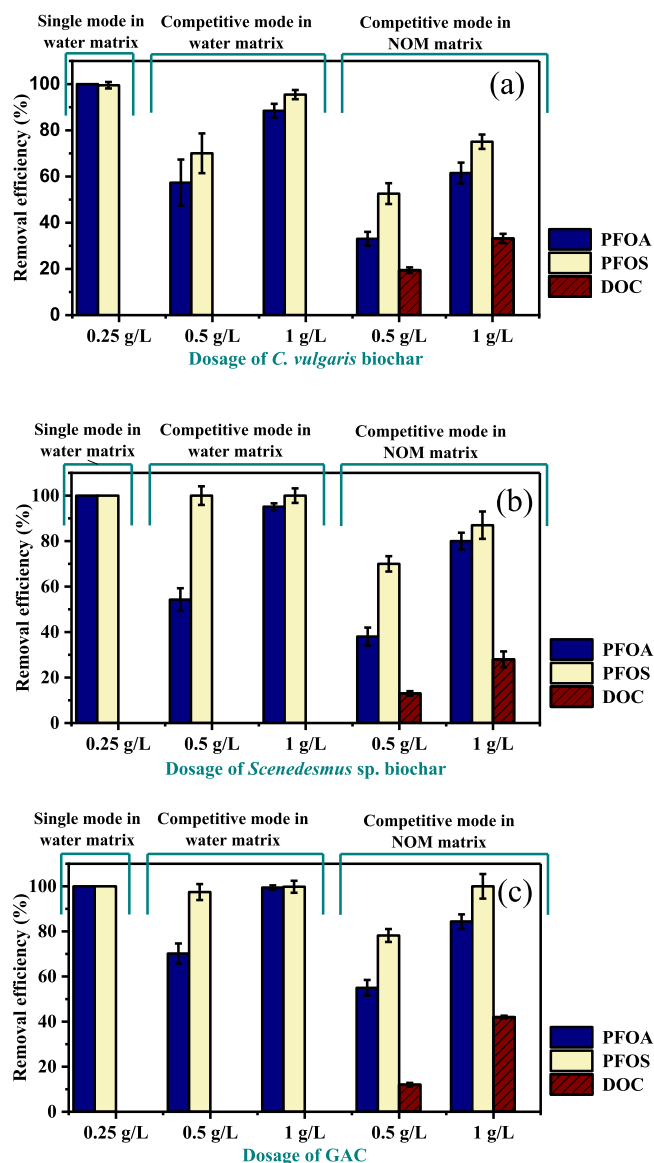 Single mode in Competitive mode in Competitive mode in
water matrix water matrix NOM matrix
(a)
Removal efficiency (%)
100
80
60
40
20
0
0.25 g/L 0.5 g/L 1 g/L 0.5 g/L 1 g/L
Dosage of C. vulgaris biochar
PFOA
PFOS
DOC
Single mode in Competitive mode in Competitive mode in
water matrix water matrix NOM matrix
(b)
Removal efficiency (%)
100
80
60
40
20
0
0.25 g/L 0.5 g/L 1 g/L 0.5 g/L 1 g/L
Dosage of Scenedesmus sp. biochar
PFOA
PFOS
DOC
Single mode in Competitive mode in Competitive mode in
water matrix water matrix NOM matrix
(c)
Removal efficiency (%)
100
80
60
40
20
0
0.25 g/L 0.5 g/L 1 g/L 0.5 g/L 1 g/L
Dosage of GAC
PFOA
PFOS
DOC